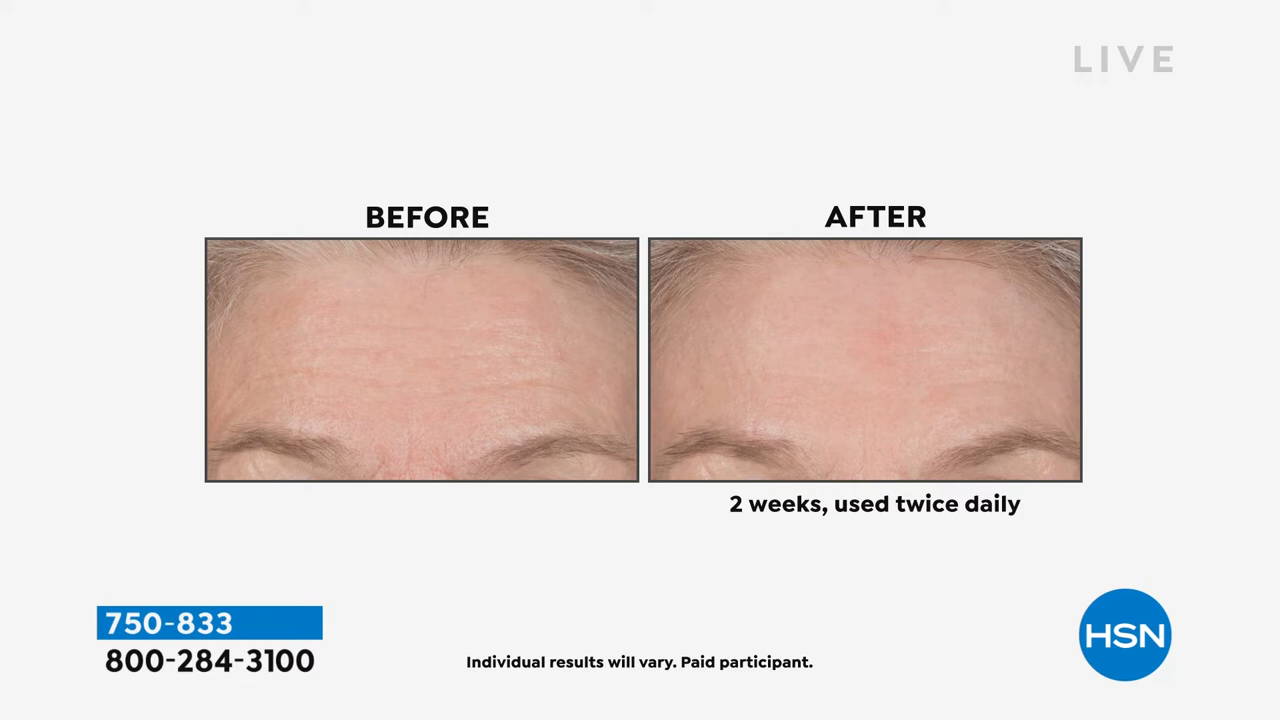 LIVE
BEFORE
AFTER
2 weeks, used twice daily
750-833
800-284-3100
Individual results will vary. Paid participant.
HSN